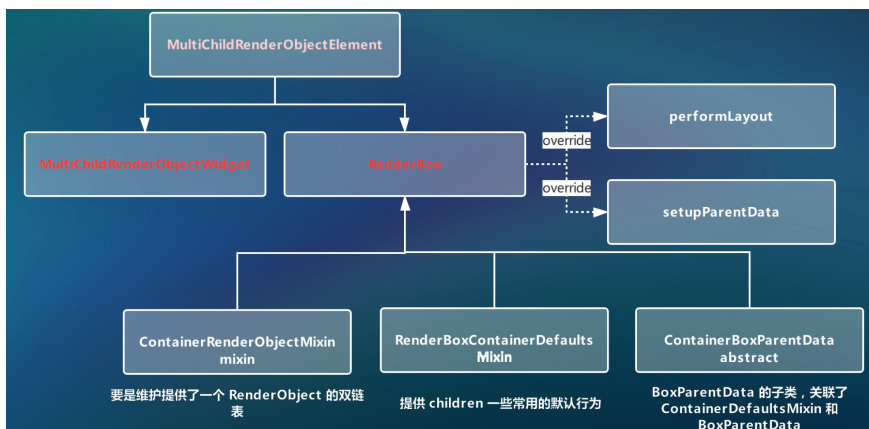 MultiChildRenderObjectElement
performLayout
override
MultiChildRenderObjectWidget
RenderBox
override
setupParentData
ContainerRenderObjectMixin
mixin
RenderBoxContainerDefaults
Mixin
ContainerBoxParentData
abstract
要是维护提供了一个 RenderObject 的双链
表
提供 children 一些常用的默认行为
BoxParentData 的子类，关联了
ContainerDefaultsMixin 和
BoxParentData